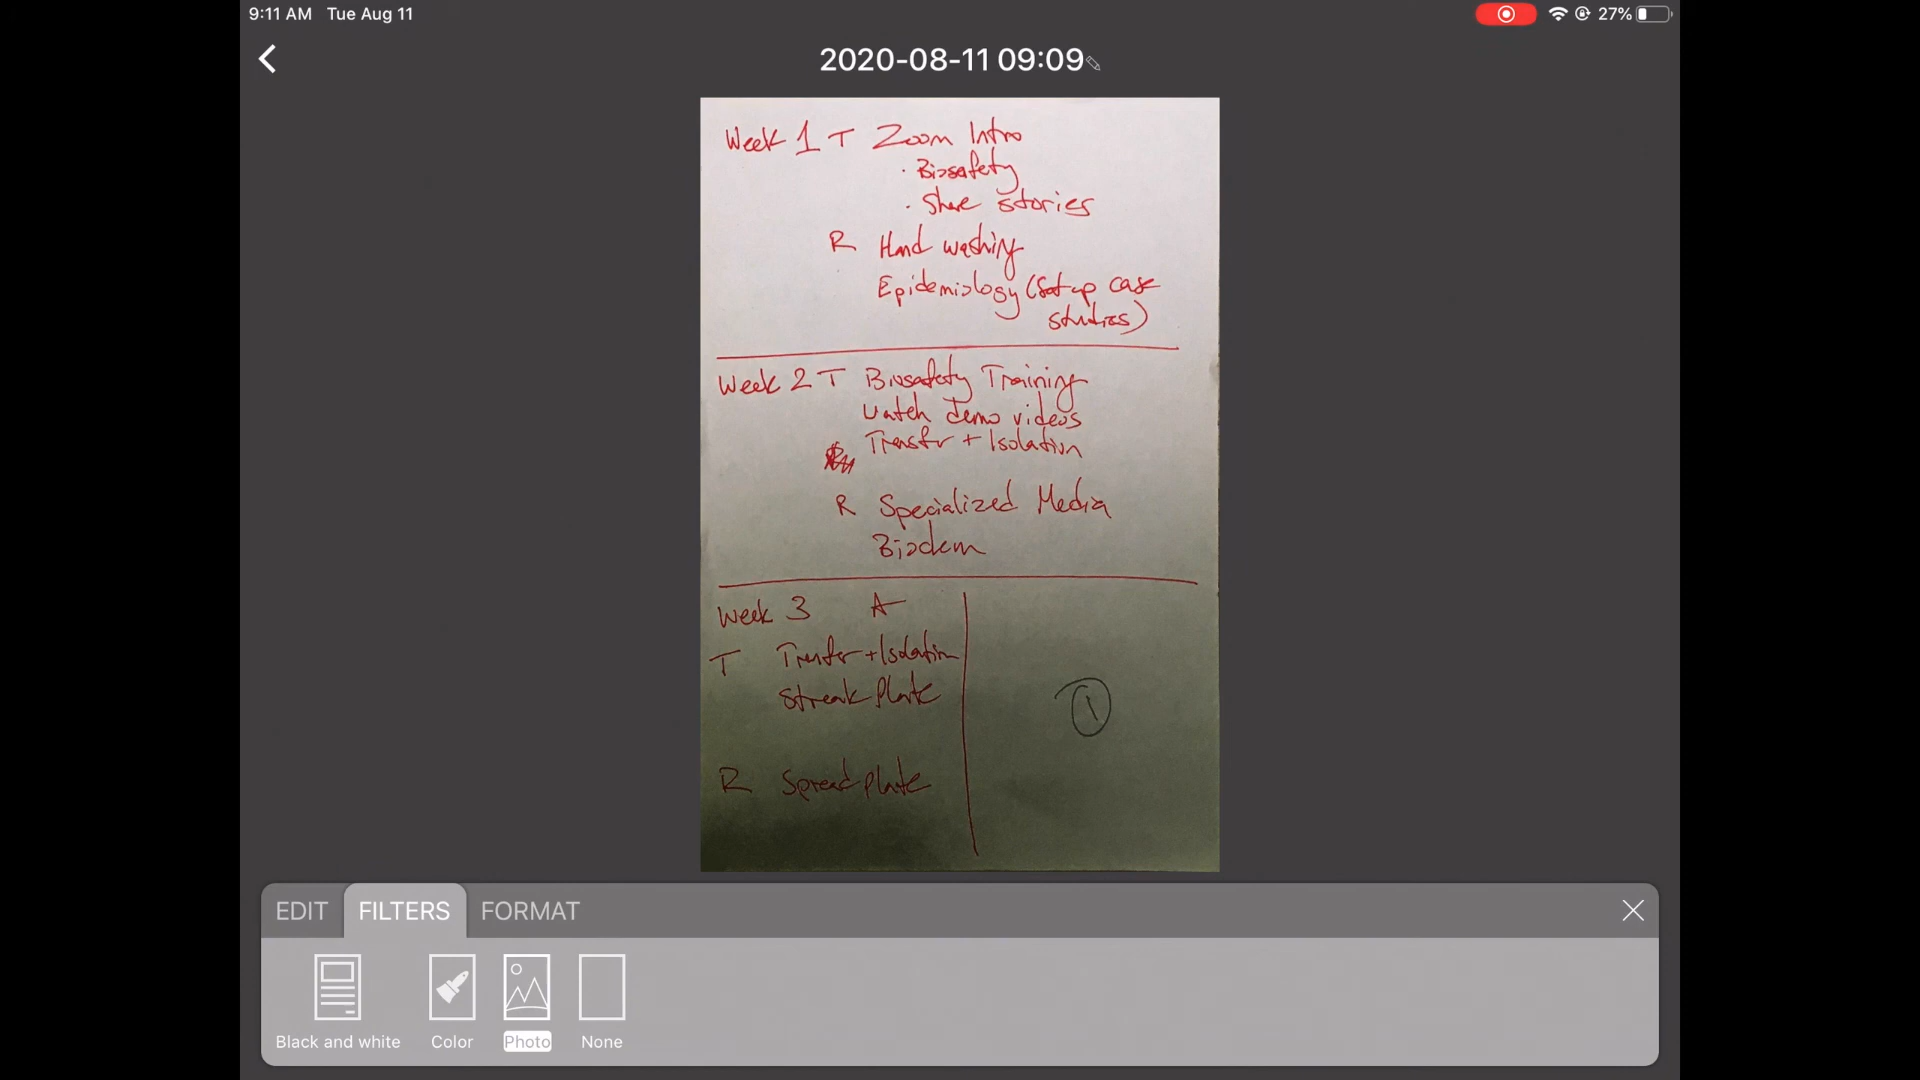 9:11 AM Tue Aug 11
27%
2020-08-11 09:09
Week 1 T Zoom Intro
· Biosafety
· Share stories
R Hand washing
Epidemiology (Set up case
studies)
Week 2 T Biosafety Training
Watch demo videos
Transfer + Isolation
R Specialized Media
Biochem
Week 3 A
T Transfer + Isolation
Streak Plate
R Spread plate
1
EDIT FILTERS FORMAT
Black and white Color Photo None